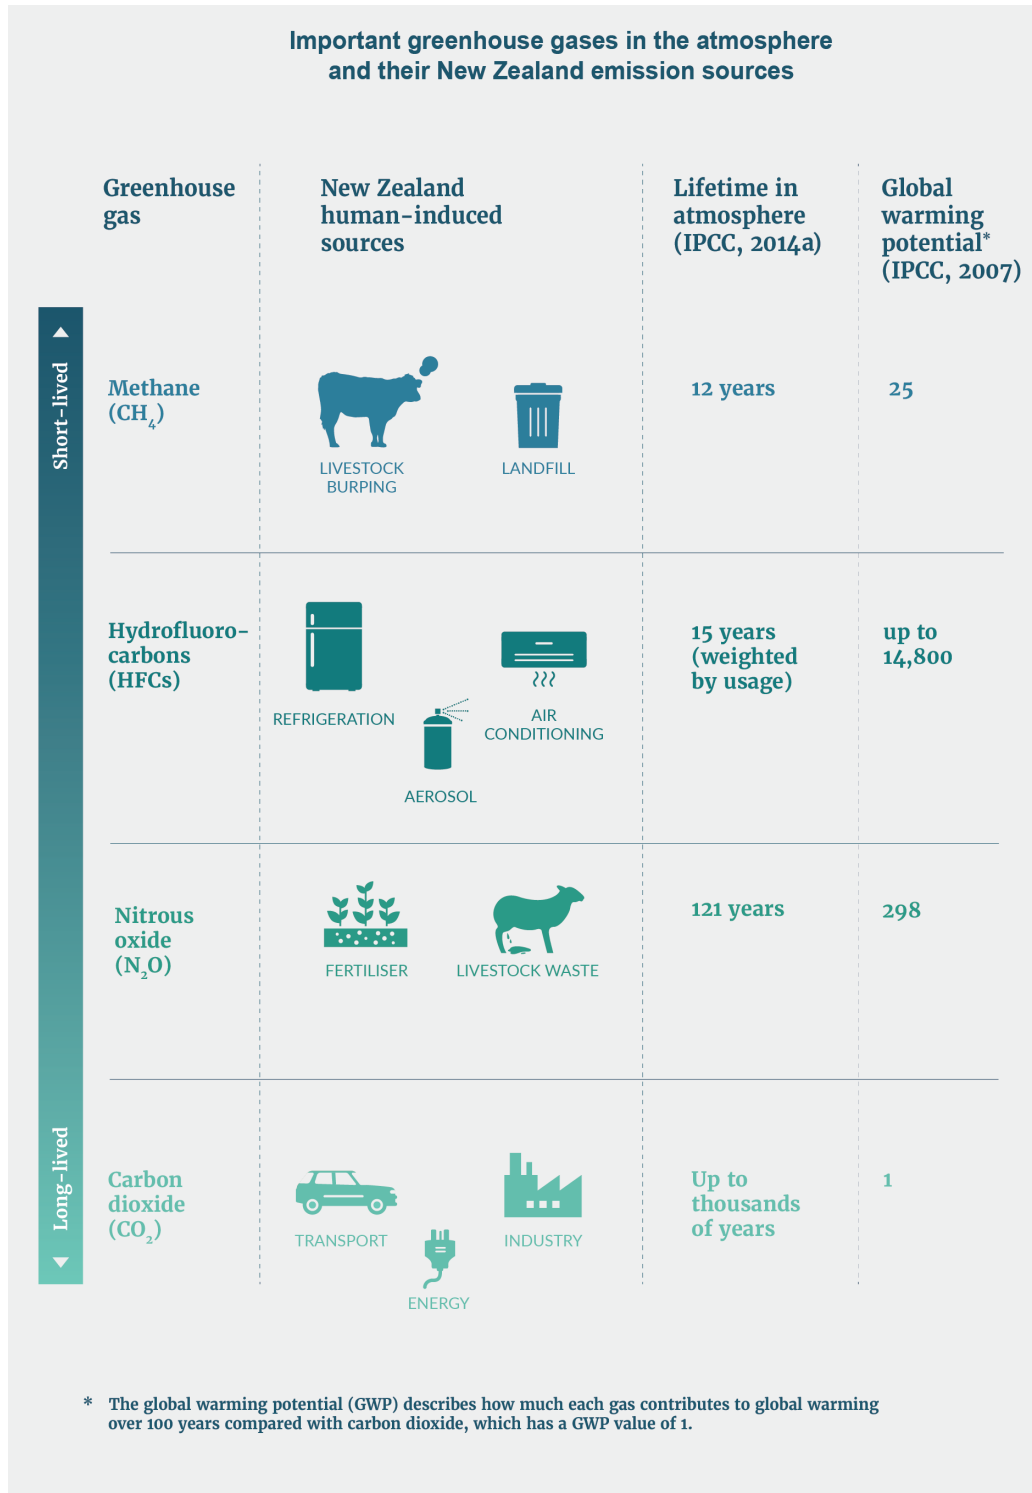 Important greenhouse gases in the atmosphere
and their New Zealand emission sources
Greenhouse
gas
New Zealand
human-induced
sources
Lifetime in
atmosphere
(IPCC, 2014a)
Global
warming
potential*
(IPCC, 2007)
Short-lived
Methane
(CH₄)
LIVESTOCK
BURPING
LANDFILL
12 years
25
Hydrofluoro-
carbons
(HFCs)
REFRIGERATION
AEROSOL
AIR
CONDITIONING
15 years
(weighted
by usage)
up to
14,800
Nitrous
oxide
(N₂O)
FERTILISER
LIVESTOCK WASTE
121 years
298
Long-lived
Carbon
dioxide
(CO₂)
TRANSPORT
ENERGY
INDUSTRY
Up to
thousands
of years
1
* The global warming potential (GWP) describes how much each gas contributes to global warming
over 100 years compared with carbon dioxide, which has a GWP value of 1.